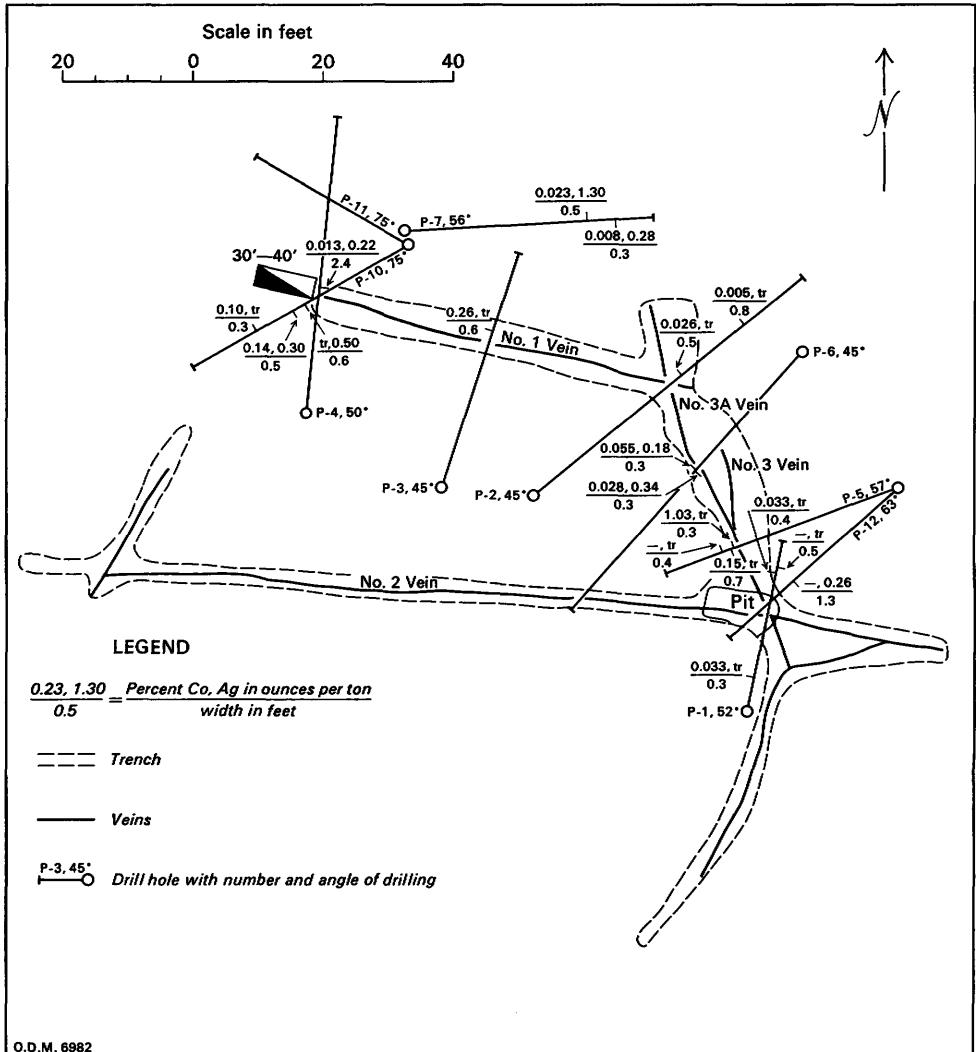 Scale in feet
20 0 20 40
N
P-11, 75°
P-7, 56°
0.023, 1.30
0.5
0.008, 0.28
0.3
30'—40'
0.013, 0.22
2.4
P-10, 75°
0.10, tr
0.3
0.14, 0.30
0.5
tr, 0.50
0.6
0.26, tr
0.6
No. 1 Vein
0.005, tr
0.8
0.026, tr
0.5
P-6, 45°
P-4, 50°
No. 3A Vein
0.055, 0.18
0.3
0.028, 0.34
0.3
No. 3 Vein
P-3, 45°
P-2, 45°
P-5, 57°
P-12, 63°
0.033, tr
0.4
1.03, tr
0.3
—, tr
0.4
—, tr
0.5
0.15, tr
0.7
—, 0.26
1.3
No. 2 Vein
Pit
0.033, tr
0.3
P-1, 52°
LEGEND
0.23, 1.30 = Percent Co, Ag in ounces per ton
0.5 width in feet
Trench
Veins
P-3, 45°
Drill hole with number and angle of drilling
O.D.M. 6982